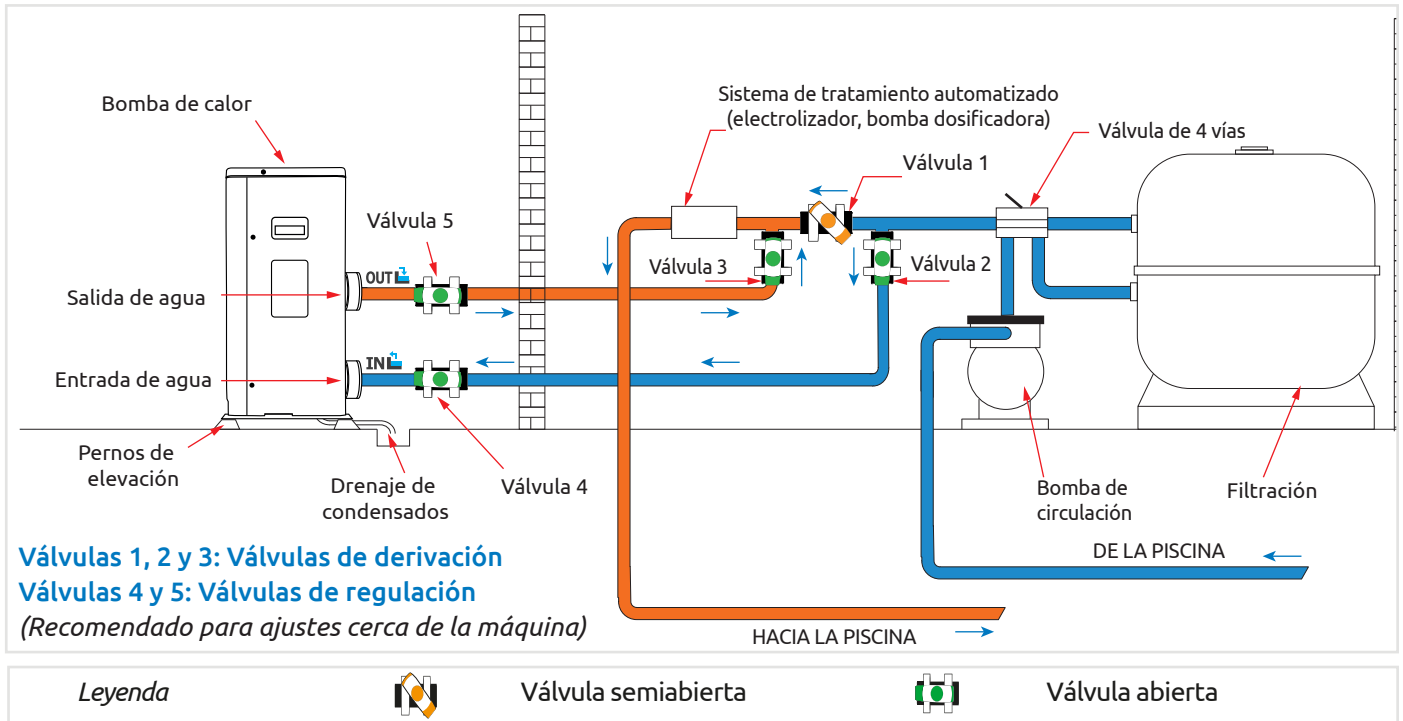 Bomba de calor
Sistema de tratamiento automatizado
(electrolizador, bomba dosificadora)
Válvula de 4 vías
Válvula 1
Válvula 5
Válvula 3
Válvula 2
OUT
Salida de agua
IN
Entrada de agua
Pernos de
elevación
Drenaje de
condensados
Válvula 4
Bomba de
circulación
Filtración
DE LA PISCINA
HACIA LA PISCINA
Válvulas 1, 2 y 3: Válvulas de derivación
Válvulas 4 y 5: Válvulas de regulación
(Recomendado para ajustes cerca de la máquina)
Leyenda
Válvula semiabierta
Válvula abierta